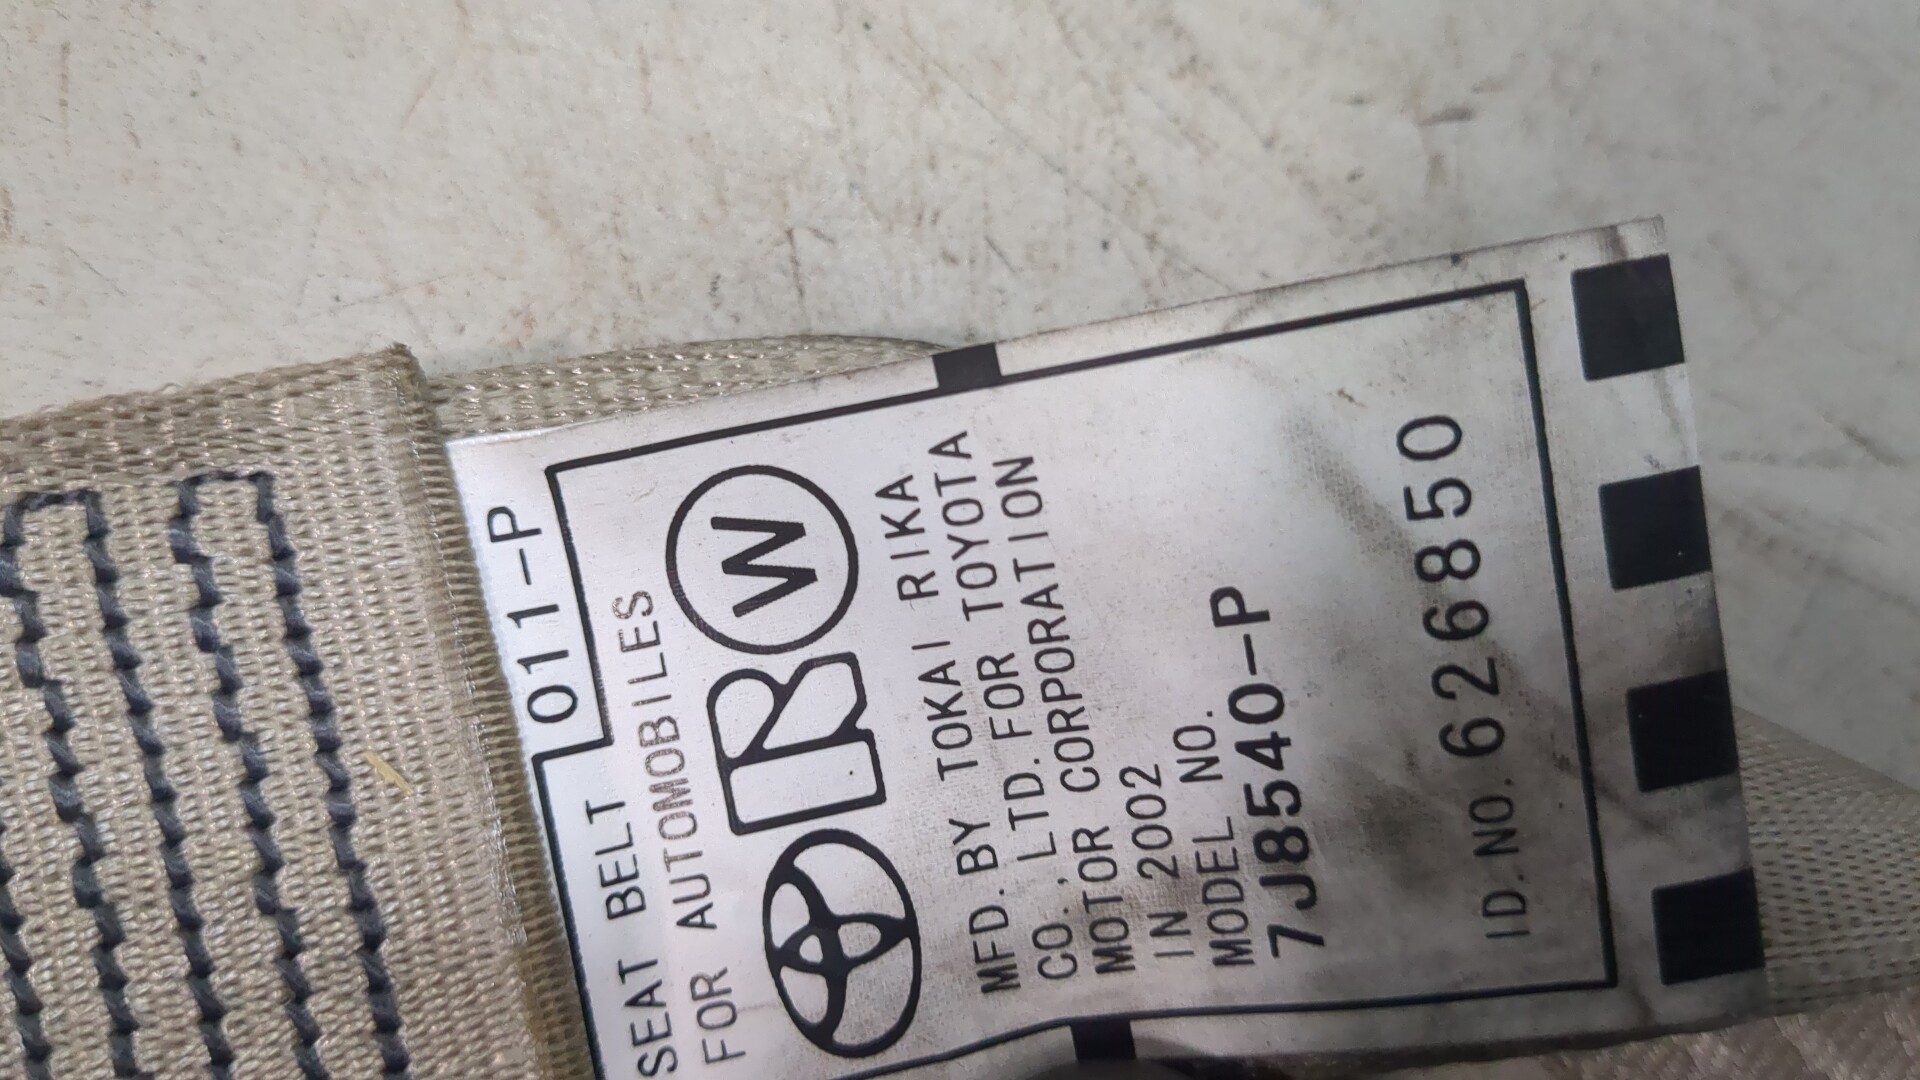 011-P
SEAT BELT
FOR AUTOMOBILES
R W
MFD. BY TOKAI RIKA
CO., LTD. FOR TOYOTA
MOTOR CORPORATION
IN 2002
MODEL NO.
7J8540-P
ID. NO. 626850